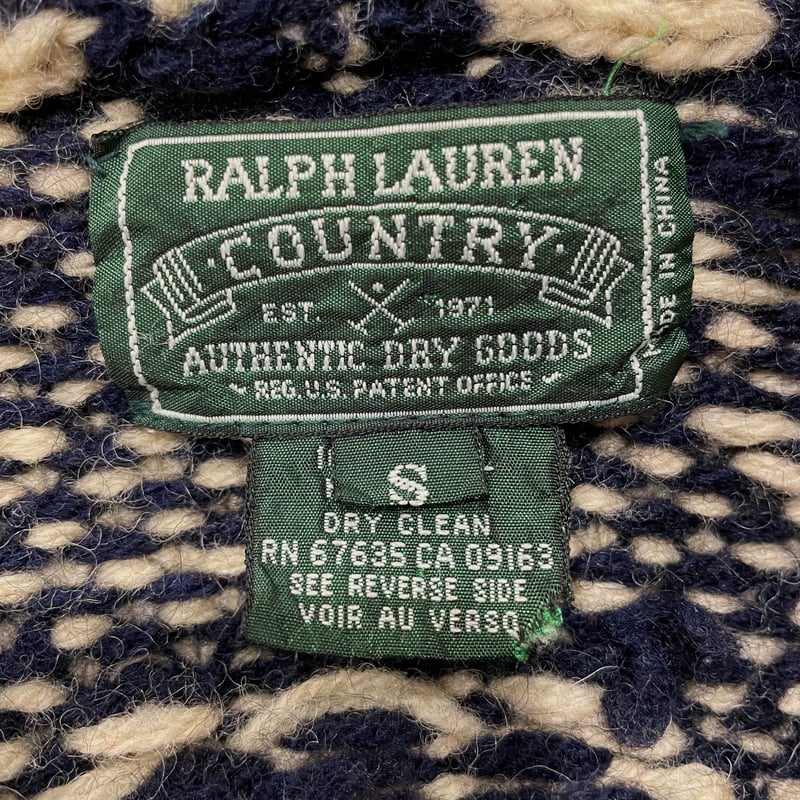 RALPH LAUREN
·COUNTRY·
EST. 1971
AUTHENTIC DRY GOODS
REG. U.S. PATENT OFFICE
MADE IN CHINA
S
DRY CLEAN
RN 67635 CA 09163
SEE REVERSE SIDE
VOIR AU VERSO